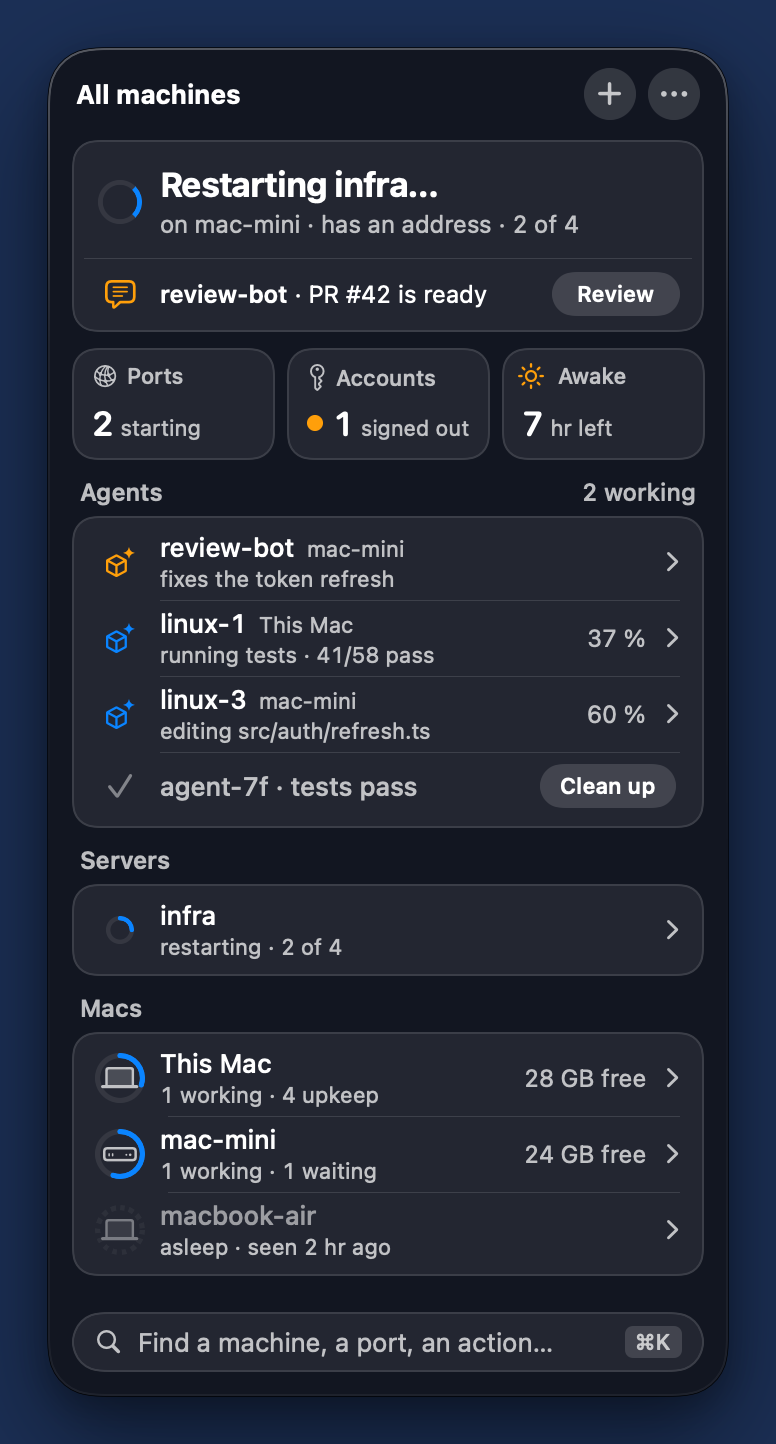 All machines
Restarting infra...
on mac-mini · has an address · 2 of 4
review-bot · PR #42 is ready
Review
Ports
2 starting
Accounts
1 signed out
Awake
7 hr left
Agents
2 working
review-bot mac-mini
fixes the token refresh
linux-1 This Mac
running tests · 41/58 pass
37 %
linux-3 mac-mini
editing src/auth/refresh.ts
60 %
agent-7f · tests pass
Clean up
Servers
infra
restarting · 2 of 4
Macs
This Mac
1 working · 4 upkeep
28 GB free
mac-mini
1 working · 1 waiting
24 GB free
macbook-air
asleep · seen 2 hr ago
Find a machine, a port, an action...
⌘K